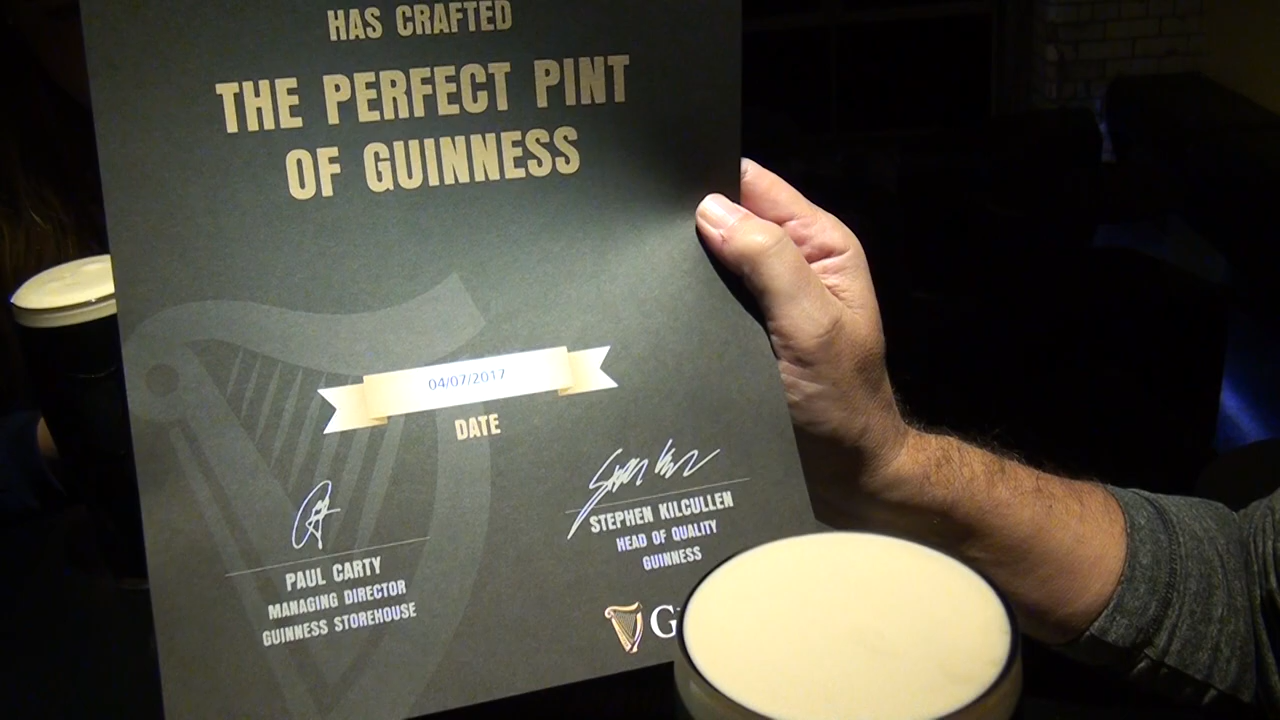 HAS CRAFTED
THE PERFECT PINT
OF GUINNESS
04/07/2017
DATE
STEPHEN KILCULLEN
HEAD OF QUALITY
GUINNESS
PAUL CARTY
MANAGING DIRECTOR
GUINNESS STOREHOUSE
G